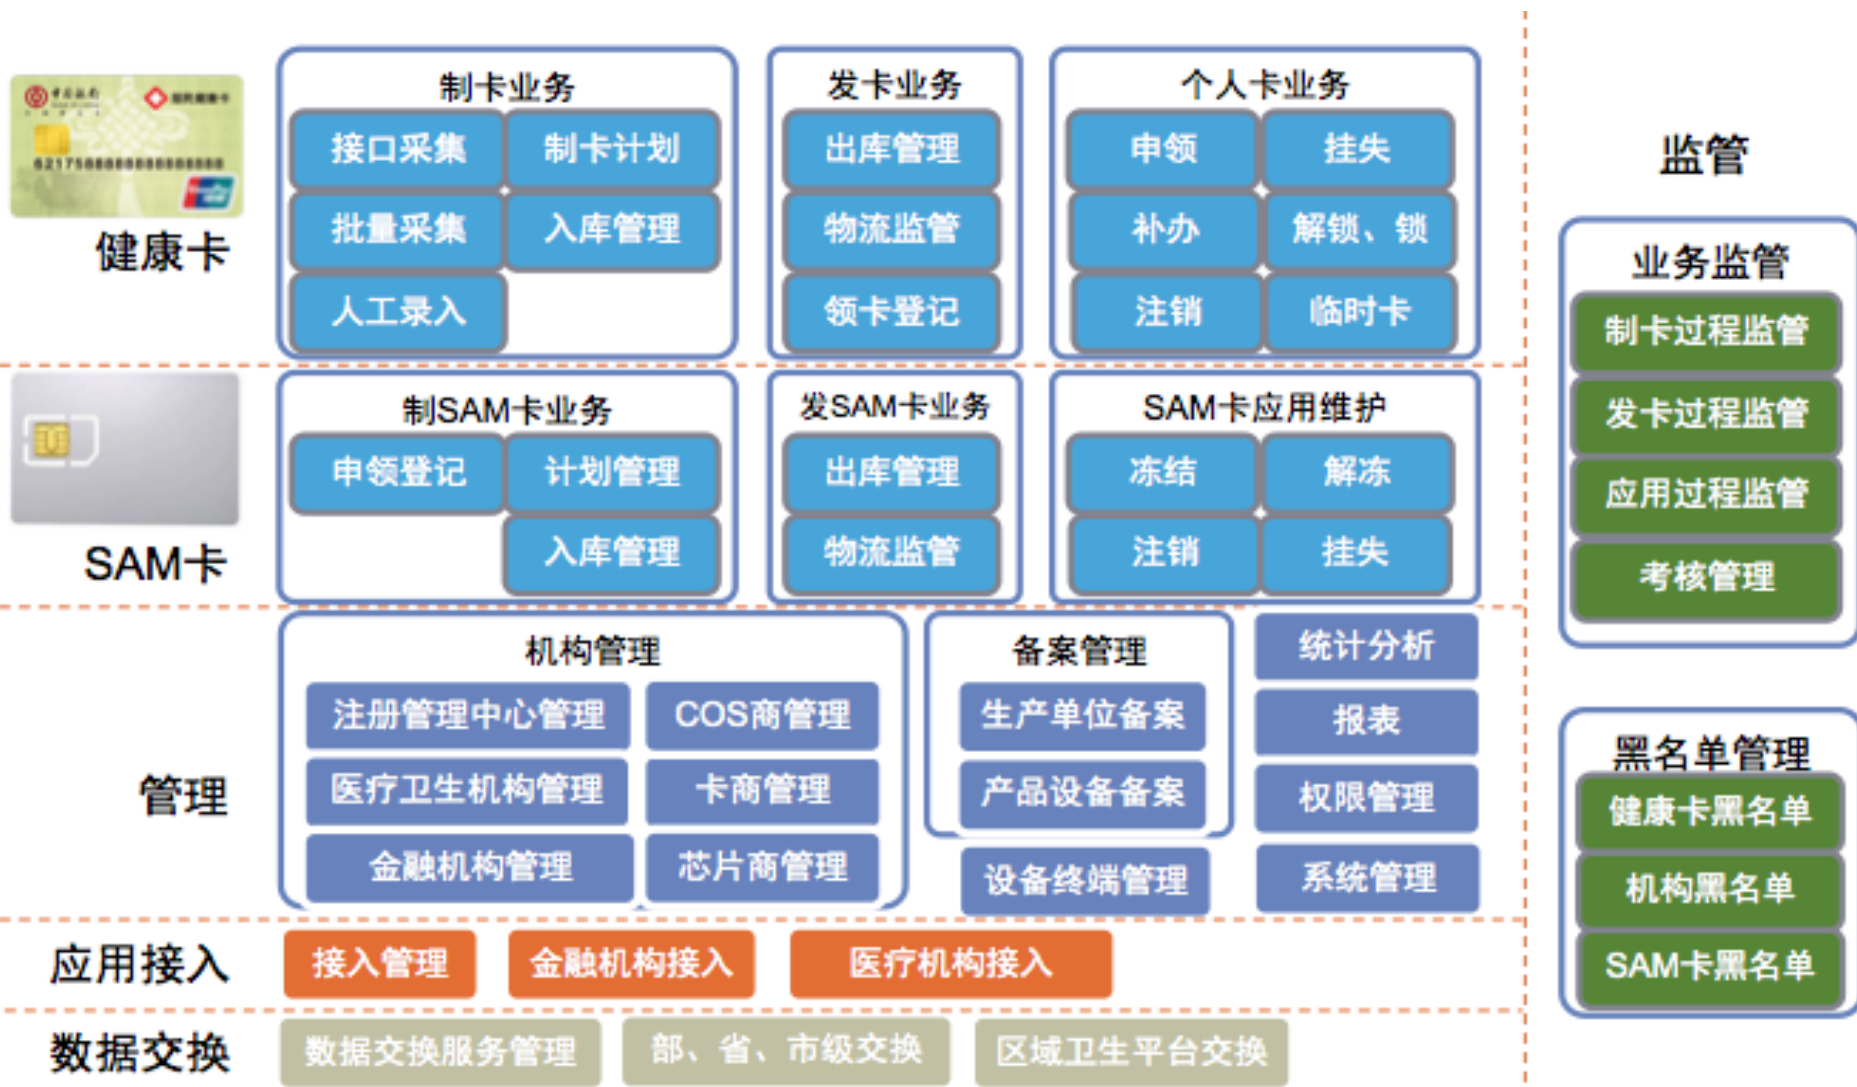 中国银行
居民健康卡
6217588888888888888
健康卡
制卡业务
接口采集
制卡计划
批量采集
入库管理
人工录入
发卡业务
出库管理
物流监管
领卡登记
个人卡业务
申领
挂失
补办
解锁、锁
注销
临时卡
SAM卡
制SAM卡业务
申领登记
计划管理
入库管理
发SAM卡业务
出库管理
物流监管
SAM卡应用维护
冻结
解冻
注销
挂失
管理
机构管理
注册管理中心管理
COS商管理
医疗卫生机构管理
卡商管理
金融机构管理
芯片商管理
备案管理
生产单位备案
产品设备备案
设备终端管理
统计分析
报表
权限管理
系统管理
应用接入
接入管理
金融机构接入
医疗机构接入
数据交换
数据交换服务管理
部、省、市级交换
区域卫生平台交换
监管
业务监管
制卡过程监管
发卡过程监管
应用过程监管
考核管理
黑名单管理
健康卡黑名单
机构黑名单
SAM卡黑名单